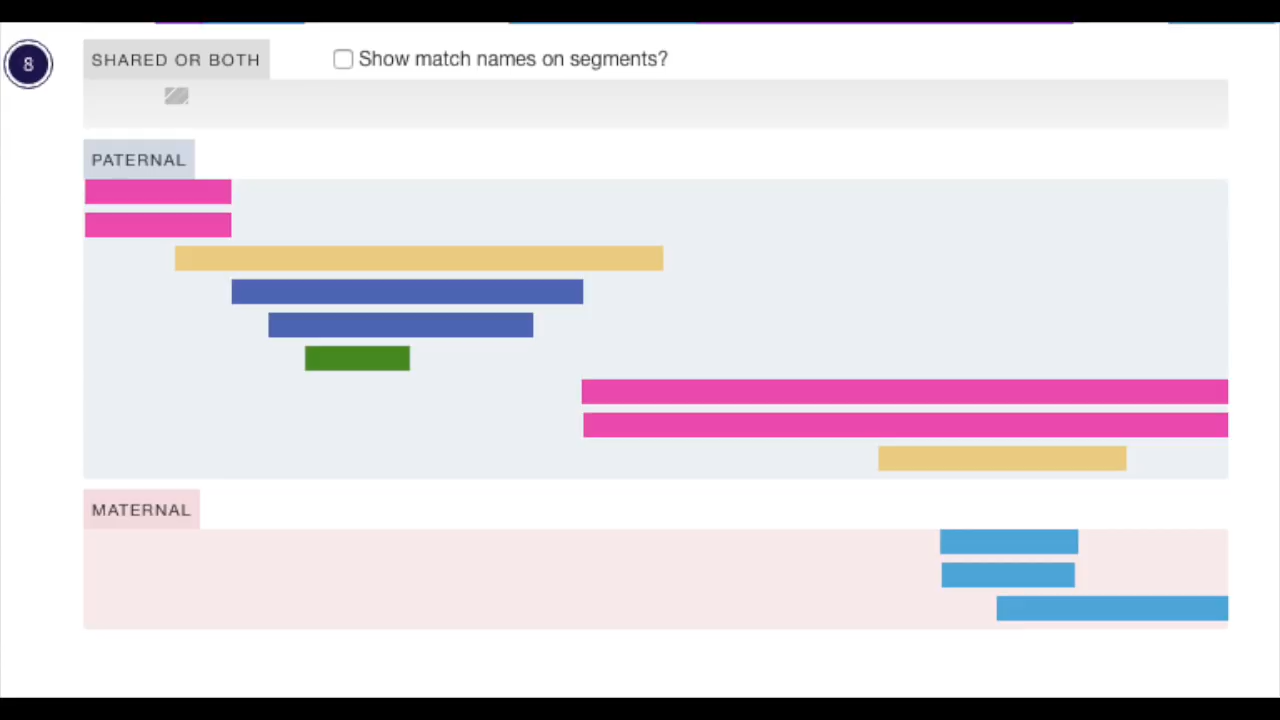 8
SHARED OR BOTH
Show match names on segments?
PATERNAL
MATERNAL